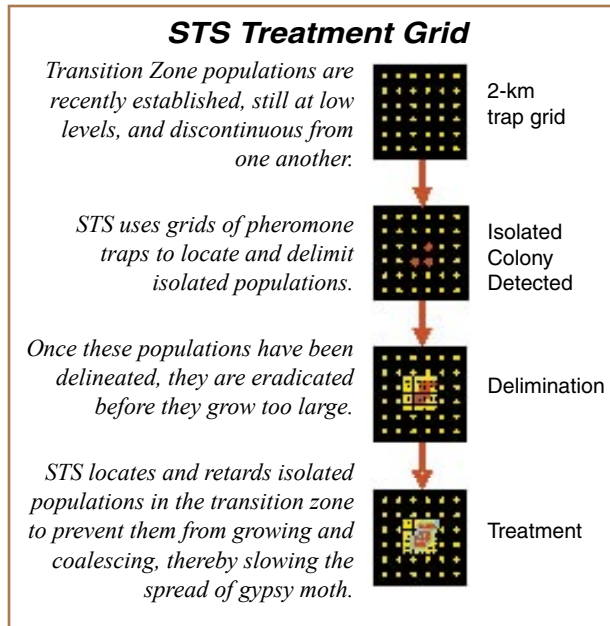 STS Treatment Grid
Transition Zone populations are
recently established, still at low
levels, and discontinuous from
one another.
2-km
trap grid
STS uses grids of pheromone
traps to locate and delimit
isolated populations.
Isolated
Colony
Detected
Once these populations have been
delineated, they are eradicated
before they grow too large.
Delimination
STS locates and retards isolated
populations in the transition zone
to prevent them from growing and
coalescing, thereby slowing the
spread of gypsy moth.
Treatment